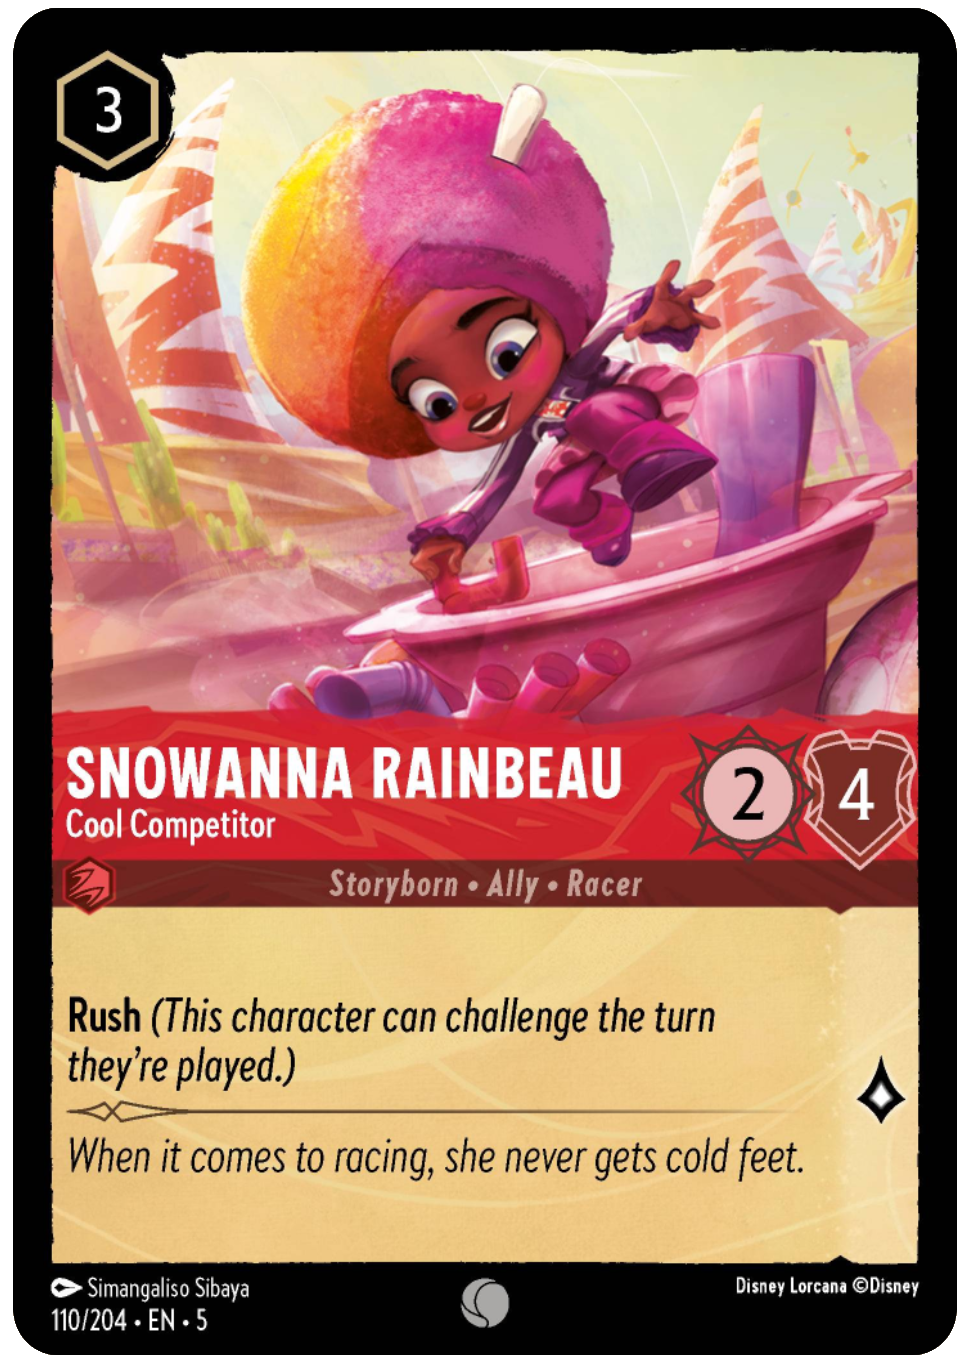 3
SNOWANNA RAINBEAU
Cool Competitor
2
4
Storyborn • Ally • Racer
Rush (This character can challenge the turn
they're played.)
When it comes to racing, she never gets cold feet.
Simangaliso Sibaya
110/204 • EN • 5
Disney Lorcana ©Disney